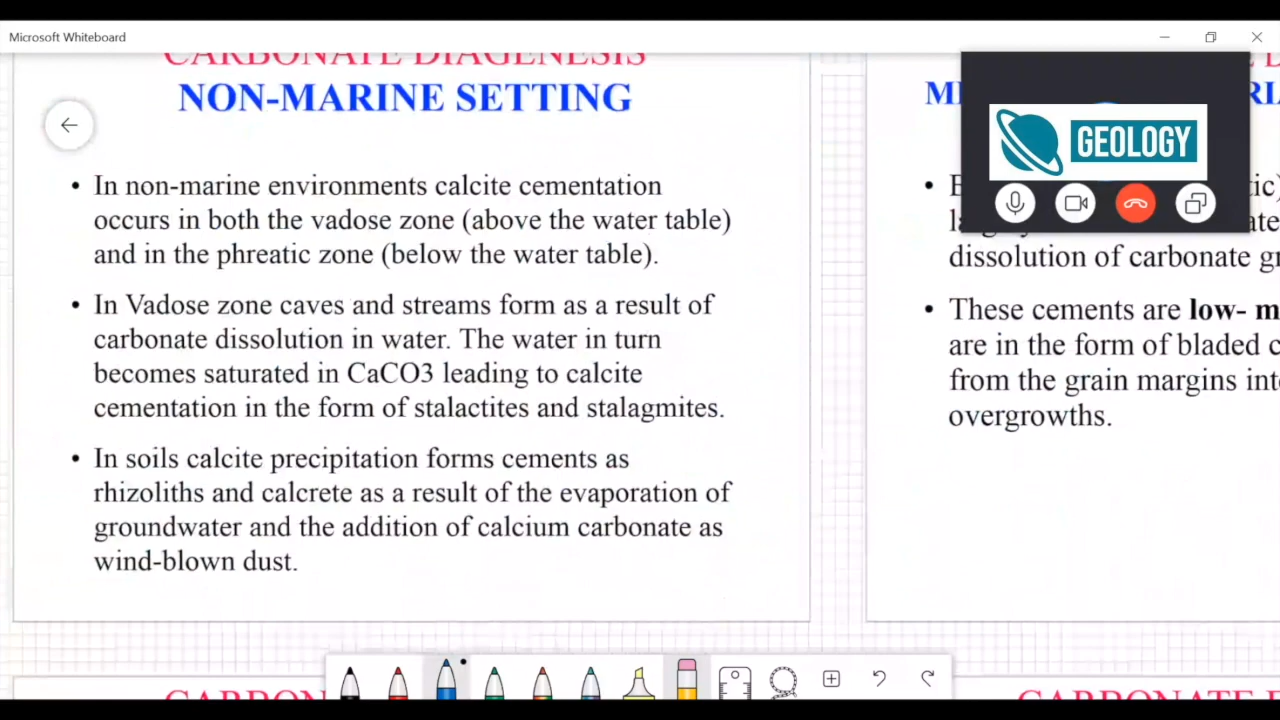 Microsoft Whiteboard
CARBONATE DIAGENESIS
NON-MARINE SETTING
• In non-marine environments calcite cementation
occurs in both the vadose zone (above the water table)
and in the phreatic zone (below the water table).
• In Vadose zone caves and streams form as a result of
carbonate dissolution in water. The water in turn
becomes saturated in CaCO3 leading to calcite
cementation in the form of stalactites and stalagmites.
• In soils calcite precipitation forms cements as
rhizoliths and calcrete as a result of the evaporation of
groundwater and the addition of calcium carbonate as
wind-blown dust.
GEOLOGY
dissolution of carbonate
• These cements are low-
are in the form of bladed
from the grain margins
overgrowths.
CARBON
CARBONATE